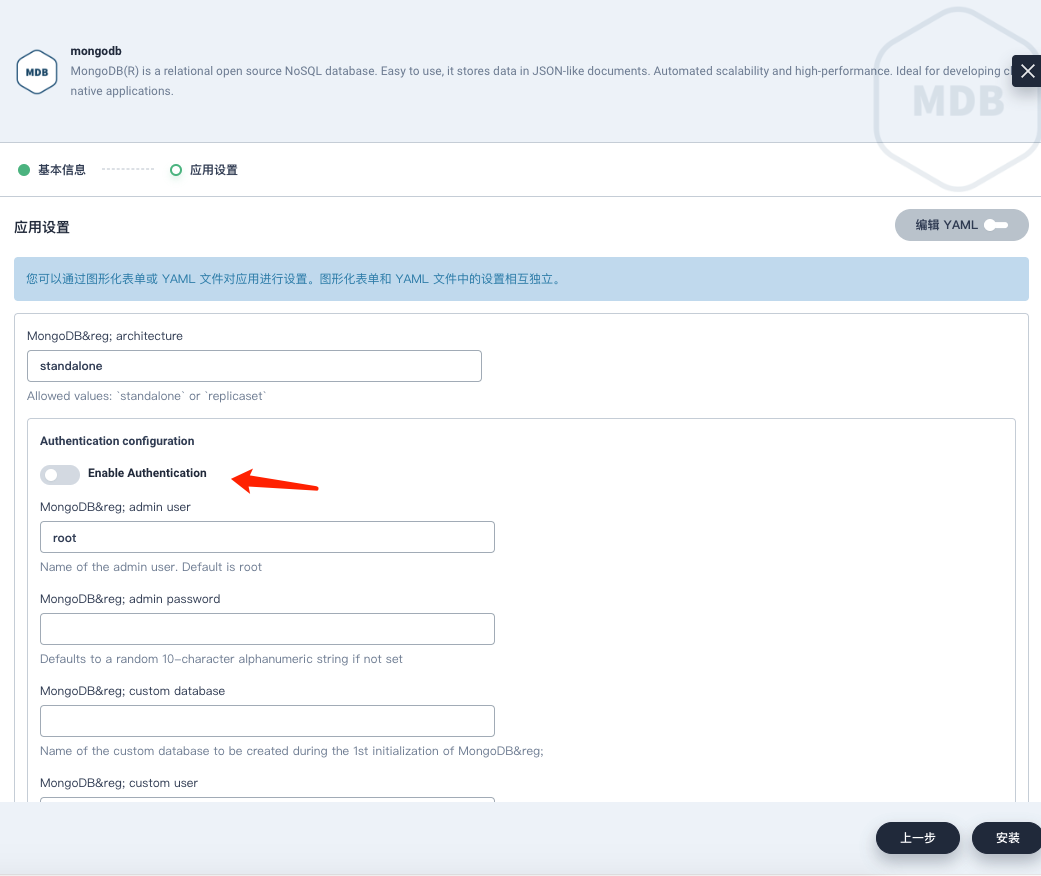 mongodb
MDB
MongoDB(R) is a relational open source NoSQL database. Easy to use, it stores data in JSON-like documents. Automated scalability and high-performance. Ideal for developing
native applications.
MDB
基本信息
应用设置
应用设置
编辑 YAML
您可以通过图形化表单或 YAML 文件对应用进行设置。图形化表单和 YAML 文件中的设置相互独立。
MongoDB&reg; architecture
standalone
Allowed values: `standalone` or `replicaset`
Authentication configuration
Enable Authentication
MongoDB&reg; admin user
root
Name of the admin user. Default is root
MongoDB&reg; admin password
Defaults to a random 10-character alphanumeric string if not set
MongoDB&reg; custom database
Name of the custom database to be created during the 1st initialization of MongoDB&reg;
MongoDB&reg; custom user
上一步
安装